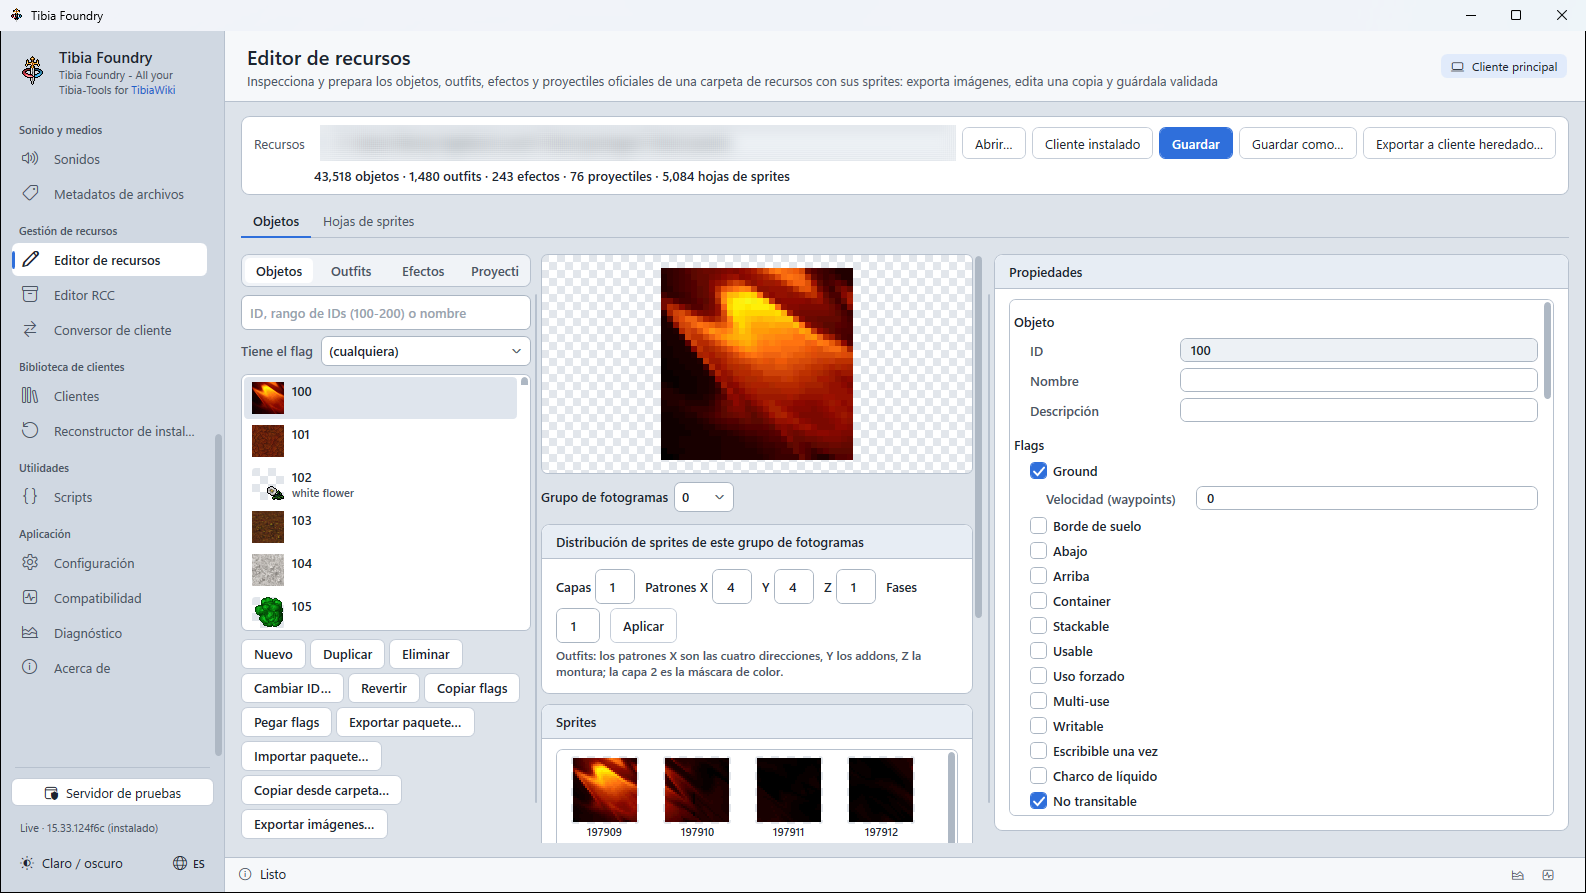 Tibia Foundry
Tibia Foundry
Tibia Foundry - All your
Tibia-Tools for TibiaWiki
Sonido y medios
Sonidos
Metadatos de archivos
Gestión de recursos
Editor de recursos
Editor RCC
Conversor de cliente
Biblioteca de clientes
Clientes
Reconstructor de instal...
Utilidades
Scripts
Aplicación
Configuración
Compatibilidad
Diagnóstico
Acerca de
Servidor de pruebas
Live · 15.33.124f6c (instalado)
Claro / oscuro
ES
Editor de recursos
Inspecciona y prepara los objetos, outfits, efectos y proyectiles oficiales de una carpeta de recursos con sus sprites: exporta imágenes, edita una copia y guárdala validada
Cliente principal
Recursos
Abrir...
Cliente instalado
Guardar
Guardar como...
Exportar a cliente heredado...
43,518 objetos · 1,480 outfits · 243 efectos · 76 proyectiles · 5,084 hojas de sprites
Objetos
Hojas de sprites
Objetos
Outfits
Efectos
Proyecti
ID, rango de IDs (100-200) o nombre
Tiene el flag
(cualquiera)
100
101
102
white flower
103
104
105
Nuevo
Duplicar
Eliminar
Cambiar ID...
Revertir
Copiar flags
Pegar flags
Exportar paquete...
Importar paquete...
Copiar desde carpeta...
Exportar imágenes...
Grupo de fotogramas
0
Distribución de sprites de este grupo de fotogramas
Capas 1 Patrones X 4 Y 4 Z 1 Fases
1
Aplicar
Outfits: los patrones X son las cuatro direcciones, Y los addons, Z la
montura; la capa 2 es la máscara de color.
Sprites
197909
197910
197911
197912
Propiedades
Objeto
ID
100
Nombre
Descripción
Flags
Ground
Velocidad (waypoints)
0
Borde de suelo
Abajo
Arriba
Container
Stackable
Usable
Uso forzado
Multi-use
Writable
Escribible una vez
Charco de líquido
No transitable
Listo